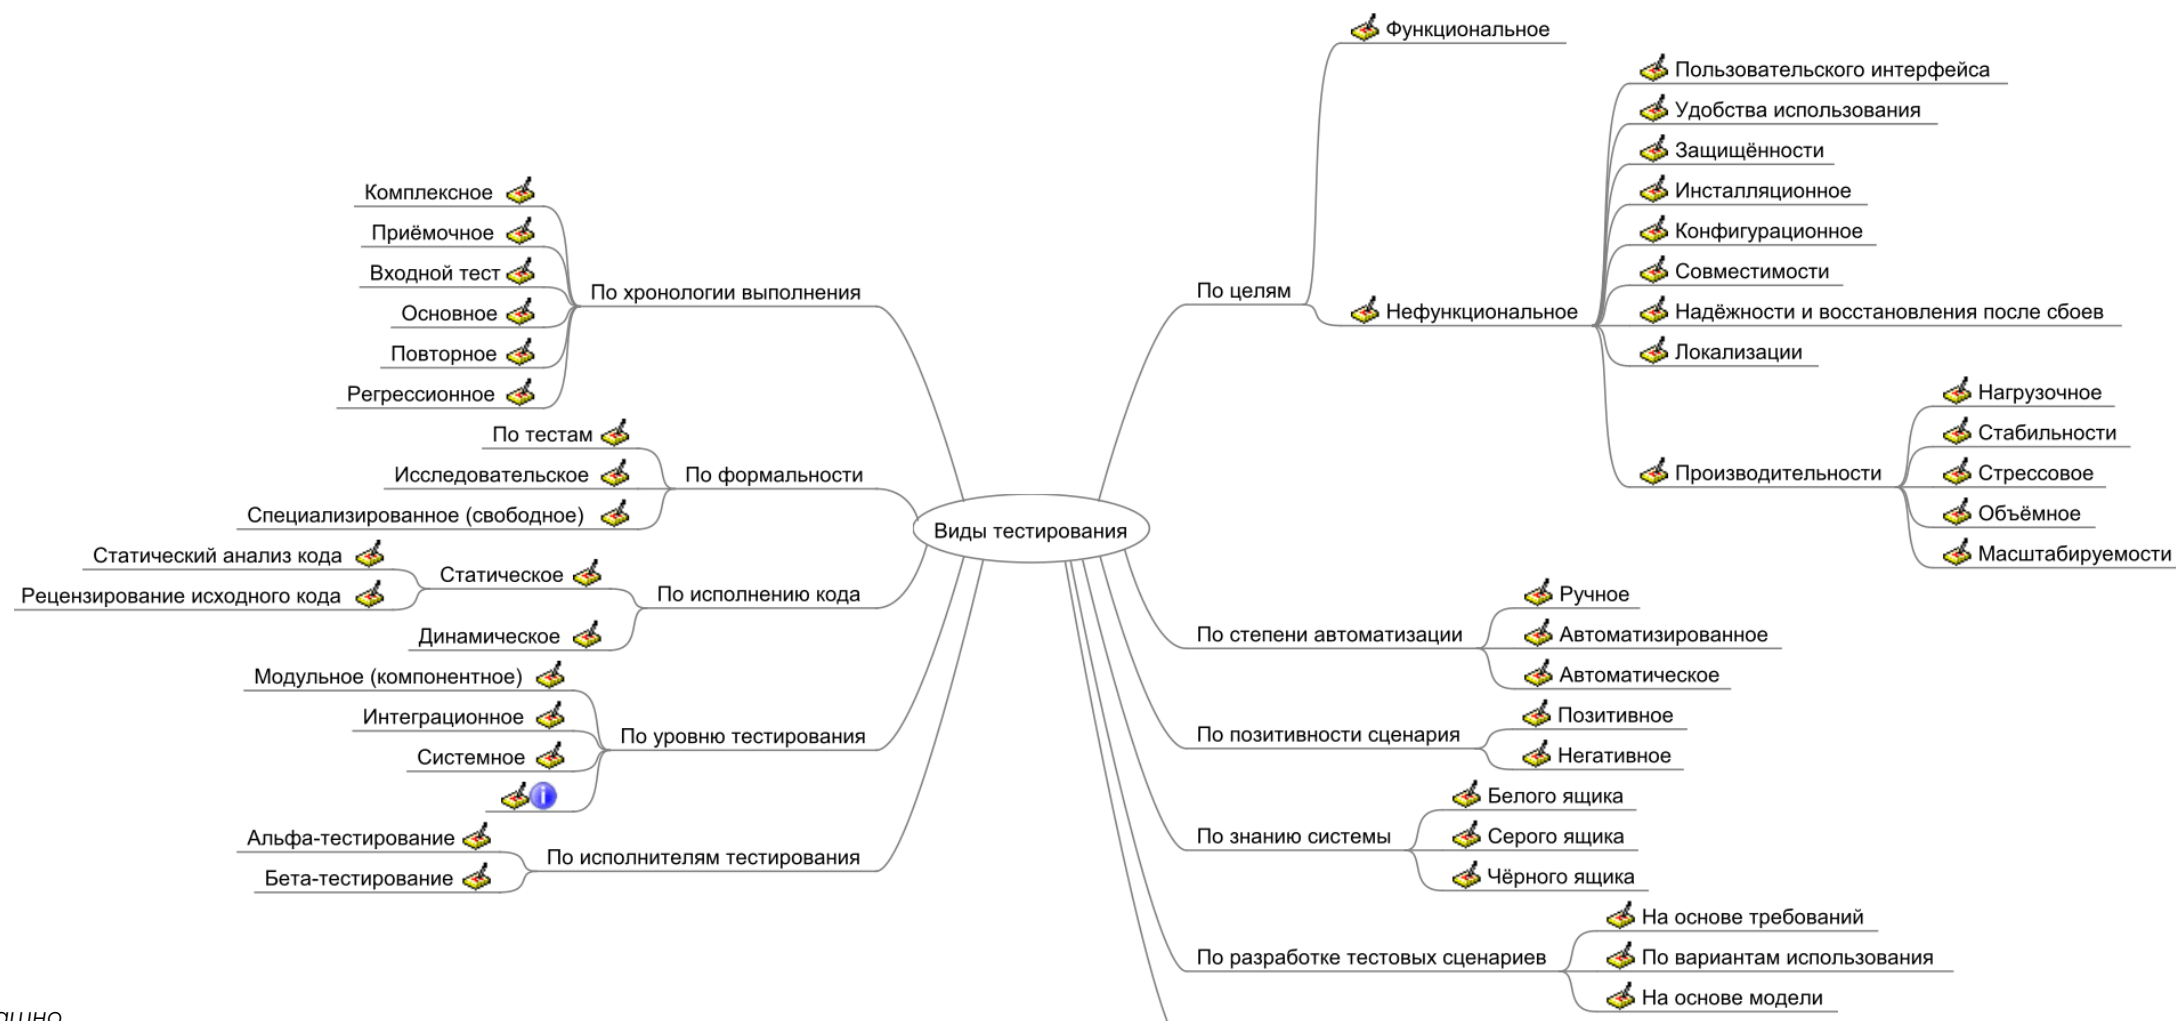 Виды тестирования
По целям
Функциональное
Нефункциональное
Пользовательского интерфейса
Удобства использования
Защищённости
Инсталляционное
Конфигурационное
Совместимости
Надёжности и восстановления после сбоев
Локализации
Производительности
Нагрузочное
Стабильности
Стрессовое
Объёмное
Масштабируемости
По степени автоматизации
Ручное
Автоматизированное
Автоматическое
По позитивности сценария
Позитивное
Негативное
По знанию системы
Белого ящика
Серого ящика
Чёрного ящика
По разработке тестовых сценариев
На основе требований
По вариантам использования
На основе модели
По хронологии выполнения
Комплексное
Приёмочное
Входной тест
Основное
Повторное
Регрессионное
По формальности
По тестам
Исследовательское
Специализированное (свободное)
По исполнению кода
Статическое
Статический анализ кода
Рецензирование исходного кода
Динамическое
По уровню тестирования
Модульное (компонентное)
Интеграционное
Системное
По исполнителям тестирования
Альфа-тестирование
Бета-тестирование